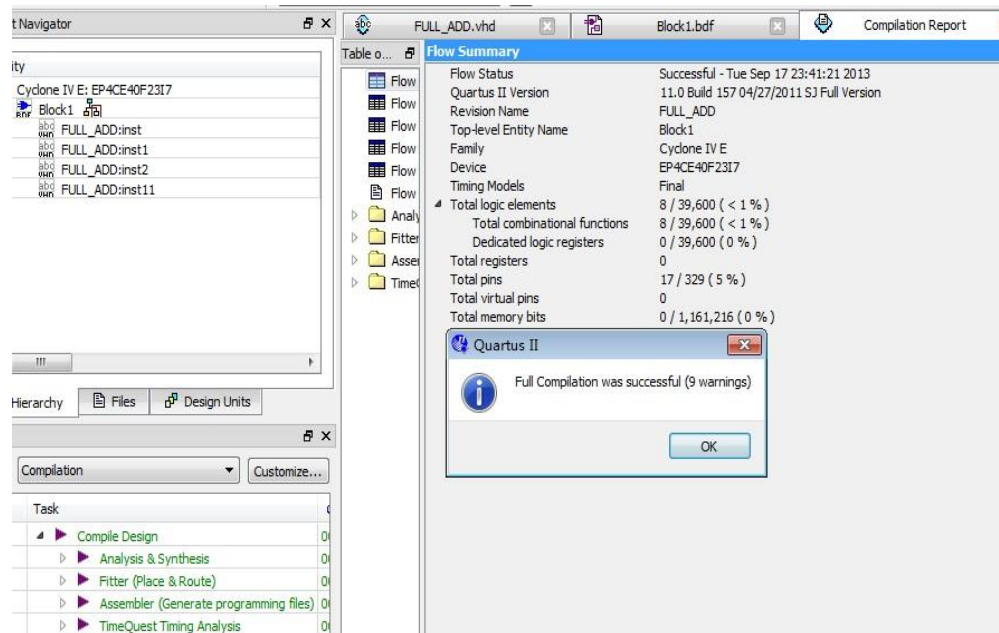 t Navigator
FULL_ADD.vhd
Block1.bdf
Compilation Report
Table o...
Flow Summary
ity
Cyclone IV E: EP4CE40F23I7
Block1
FULL_ADD:inst
FULL_ADD:inst1
FULL_ADD:inst2
FULL_ADD:inst11
Flow
Flow
Flow
Flow
Flow
Flow
Analy
Fitter
Asse
Time
Flow Status Successful - Tue Sep 17 23:41:21 2013
Quartus II Version 11.0 Build 157 04/27/2011 SJ Full Version
Revision Name FULL_ADD
Top-level Entity Name Block1
Family Cyclone IV E
Device EP4CE40F23I7
Timing Models Final
Total logic elements 8 / 39,600 ( < 1 % )
Total combinational functions 8 / 39,600 ( < 1 % )
Dedicated logic registers 0 / 39,600 ( 0 % )
Total registers 0
Total pins 17 / 329 ( 5 % )
Total virtual pins 0
Total memory bits 0 / 1,161,216 ( 0 % )
Quartus II
Full Compilation was successful (9 warnings)
OK
Hierarchy
Files
Design Units
Compilation
Customize...
Task
Compile Design
Analysis & Synthesis
Fitter (Place & Route)
Assembler (Generate programming files)
TimeQuest Timing Analysis